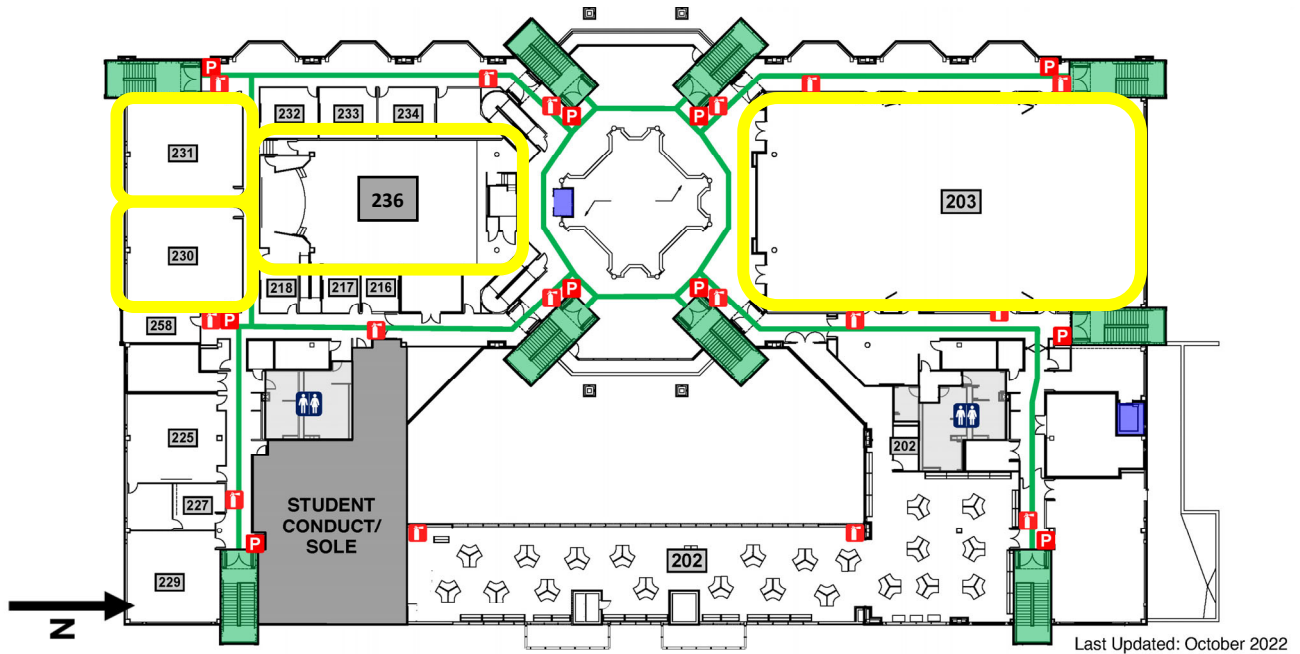 P
P
P
P
232
233
234
231
236
203
230
218
217
216
P
P
258
P
P
225
202
227
STUDENT
CONDUCT/
SOLE
P
P
202
229
N
Last Updated: October 2022